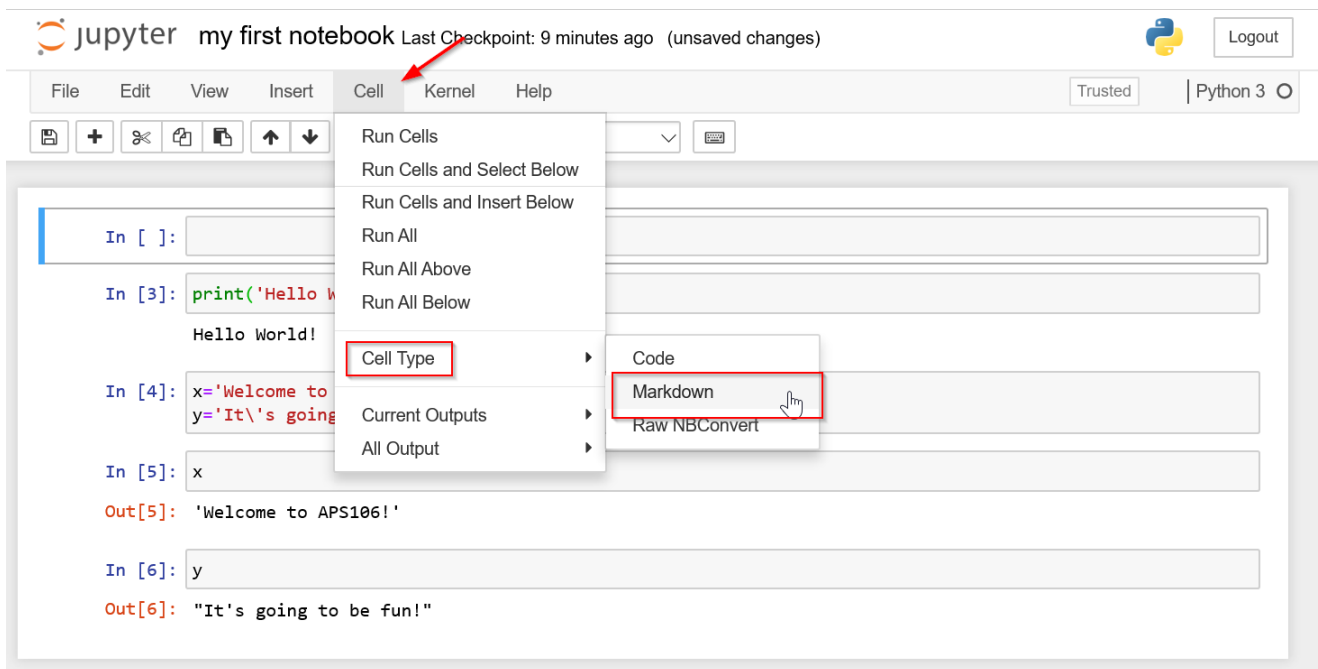 jupyter my first notebook Last Checkpoint: 9 minutes ago (unsaved changes)
Logout
File Edit View Insert Cell Kernel Help
Trusted
Python 3
Run Cells
Run Cells and Select Below
Run Cells and Insert Below
Run All
Run All Above
Run All Below
Cell Type
Current Outputs
All Output
Code
Markdown
Raw NBConvert
In [ ]:
In [3]: print('Hello
Hello World!
In [4]: x='Welcome to
y='It\'s going
In [5]: x
Out[5]: 'Welcome to APS106!'
In [6]: y
Out[6]: "It's going to be fun!"